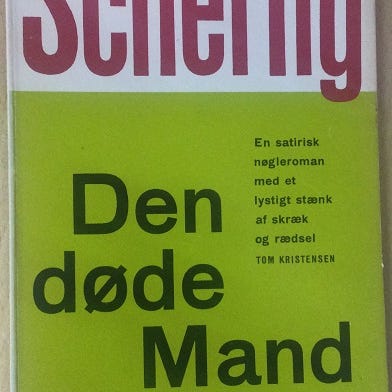 Scherfig
En satirisk
nøgleroman
med et
lystigt stænk
af skræk
og rædsel
TOM KRISTENSEN
Den
døde
Mand